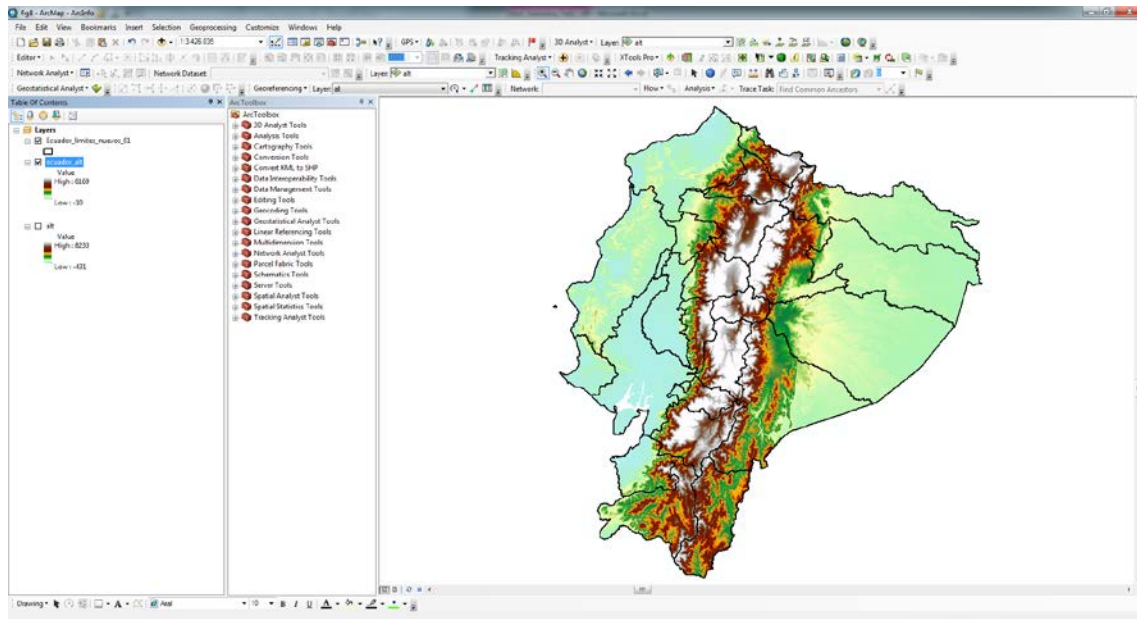 Fig8 - ArcMap - ArcInfo
File Edit View Bookmarks Insert Selection Geoprocessing Customize Windows Help
1:3.426.035 GPS 3D Analyst Layer: alt
Editor Tracking Analyst XTools Pro
Network Analyst Network Dataset: Layer: alt
Geostatistical Analyst Georeferencing Layer: Network: Flow Analysis Trace Task: Find Common Ancestors
Table Of Contents
Layers
Ecuador_limites_nuevos_61
ecuador_alt
Value
High : 6169
Low : -10
alt
Value
High : 8233
Low : -431
ArcToolbox
ArcToolbox
3D Analyst Tools
Analysis Tools
Cartography Tools
Conversion Tools
Convert KML to SHP
Data Interoperability Tools
Data Management Tools
Editing Tools
Geocoding Tools
Geostatistical Analyst Tools
Linear Referencing Tools
Multidimension Tools
Network Analyst Tools
Parcel Fabric Tools
Schematics Tools
Server Tools
Spatial Analyst Tools
Spatial Statistics Tools
Tracking Analyst Tools
Drawing A Arial 10 B I U A